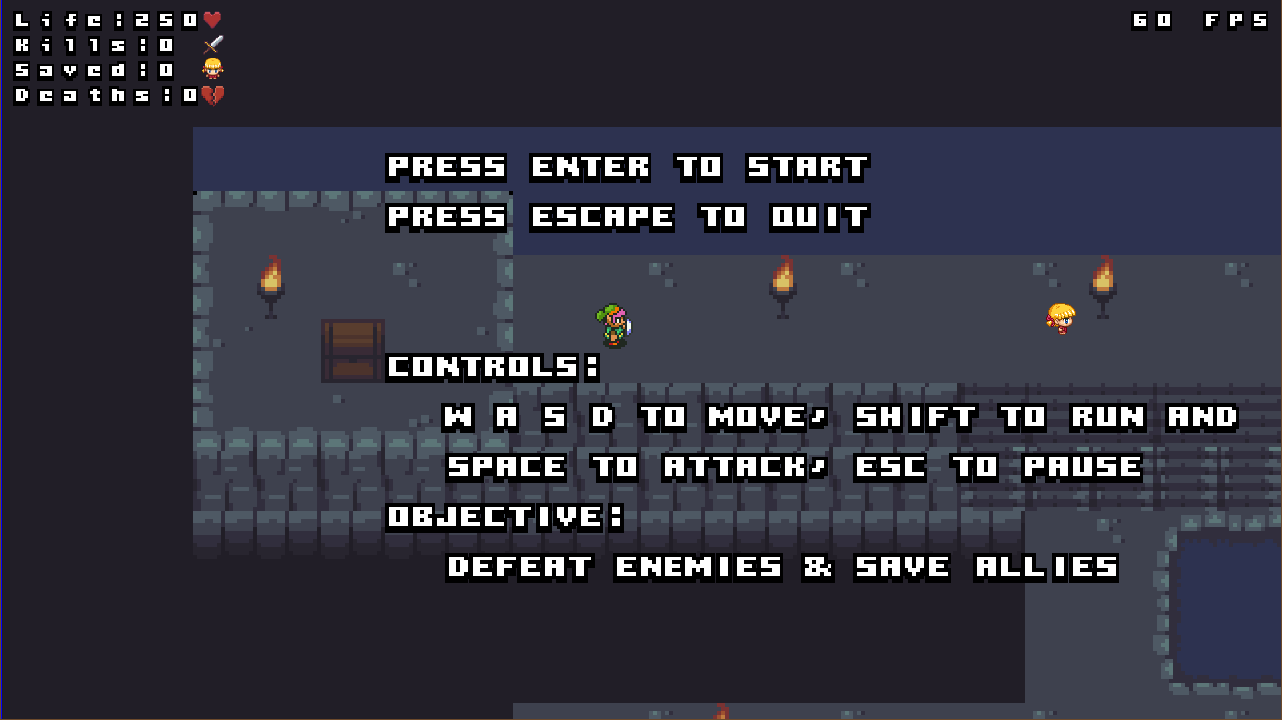 Life:250
60 FPS
Kills:0
Saved:0
Deaths:0
PRESS ENTER TO START
PRESS ESCAPE TO QUIT
CONTROLS:
W A S D TO MOVE, SHIFT TO RUN AND
SPACE TO ATTACK, ESC TO PAUSE
OBJECTIVE:
DEFEAT ENEMIES & SAVE ALLIES